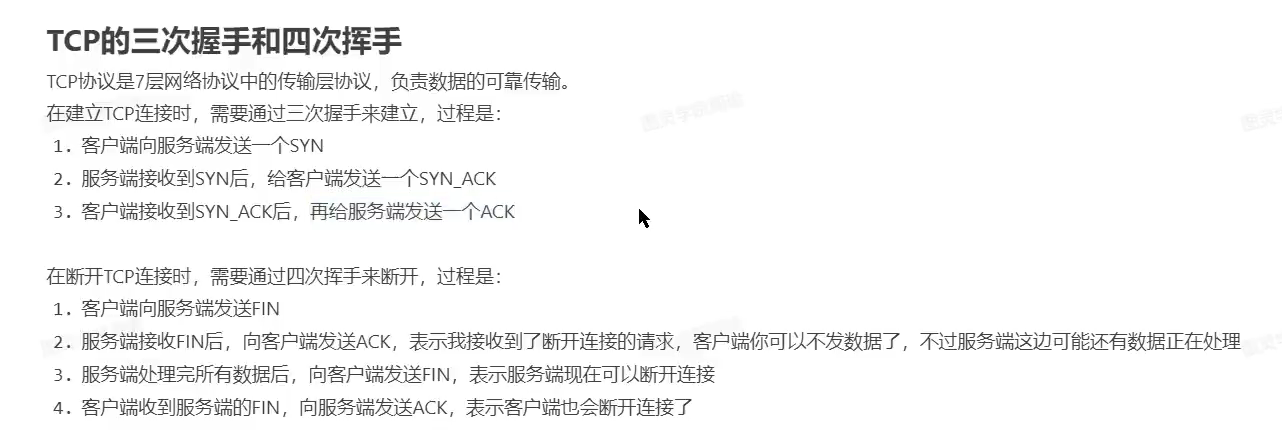 TCP的三次握手和四次挥手
TCP协议是7层网络协议中的传输层协议，负责数据的可靠传输。
在建立TCP连接时，需要通过三次握手来建立，过程是：
1. 客户端向服务端发送一个SYN
2. 服务端接收到SYN后，给客户端发送一个SYN_ACK
3. 客户端接收到SYN_ACK后，再给服务端发送一个ACK
在断开TCP连接时，需要通过四次挥手来断开，过程是：
1. 客户端向服务端发送FIN
2. 服务端接收FIN后，向客户端发送ACK，表示我接收到了断开连接的请求，客户端你可以不发数据了，不过服务端这边可能还有数据正在处理
3. 服务端处理完所有数据后，向客户端发送FIN，表示服务端现在可以断开连接
4. 客户端收到服务端的FIN，向服务端发送ACK，表示客户端也会断开连接了